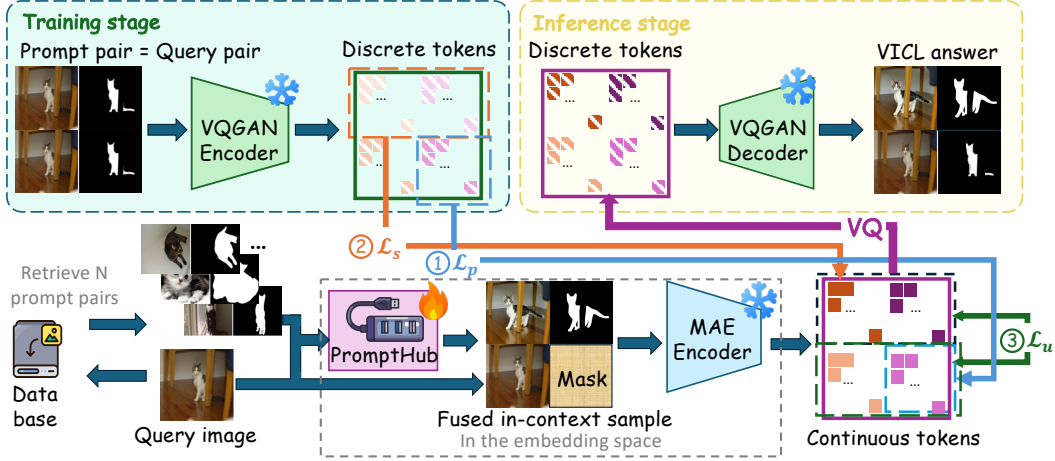 Training stage
Prompt pair = Query pair
Discrete tokens
...
...
...
...
VQGAN
Encoder
Inference stage
Discrete tokens
VICL answer
...
...
...
...
VQGAN
Decoder
② ℒs
① ℒp
VQ
Retrieve N
prompt pairs
...
Data
base
Query image
PromptHub
Mask
Fused in-context sample
In the embedding space
MAE
Encoder
...
...
...
...
③ ℒu
Continuous tokens